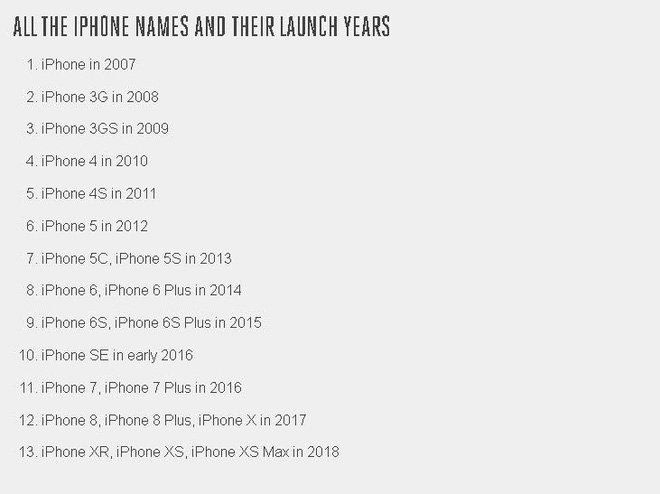 ALL THE IPHONE NAMES AND THEIR LAUNCH YEARS
1. iPhone in 2007
2. iPhone 3G in 2008
3. iPhone 3GS in 2009
4. iPhone 4 in 2010
5. iPhone 4S in 2011
6. iPhone 5 in 2012
7. iPhone 5C, iPhone 5S in 2013
8. iPhone 6, iPhone 6 Plus in 2014
9. iPhone 6S, iPhone 6S Plus in 2015
10. iPhone SE in early 2016
11. iPhone 7, iPhone 7 Plus in 2016
12. iPhone 8, iPhone 8 Plus, iPhone X in 2017
13. iPhone XR, iPhone XS, iPhone XS Max in 2018